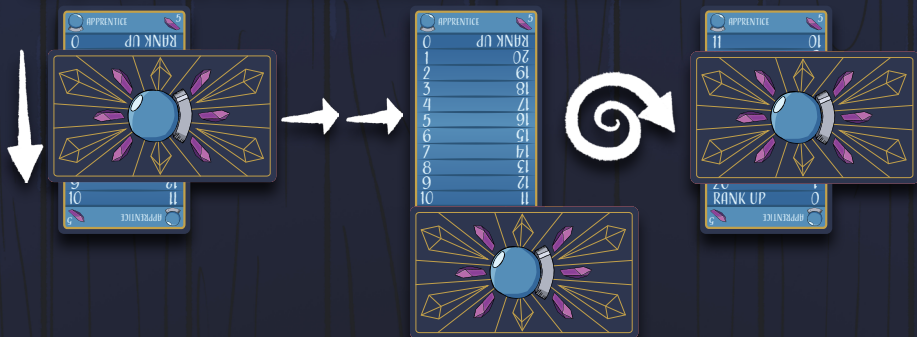 APPRENTICE 5
0 RANK UP
9 12
10 11
5 APPRENTICE
APPRENTICE 5
0 RANK UP
1 20
2 19
3 18
4 17
5 16
6 15
7 14
8 13
9 12
10 11
APPRENTICE 5
11 10
20 1
RANK UP 0
5 APPRENTICE